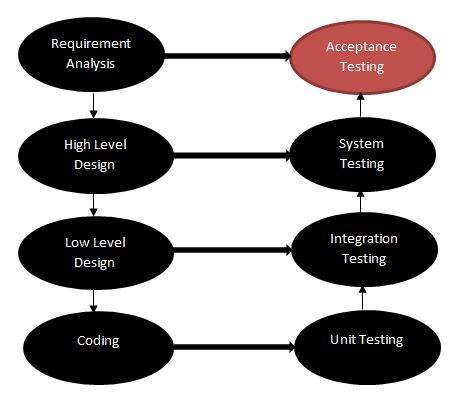 Requirement
Analysis
Acceptance
Testing
High Level
Design
System
Testing
Low Level
Design
Integration
Testing
Coding
Unit Testing